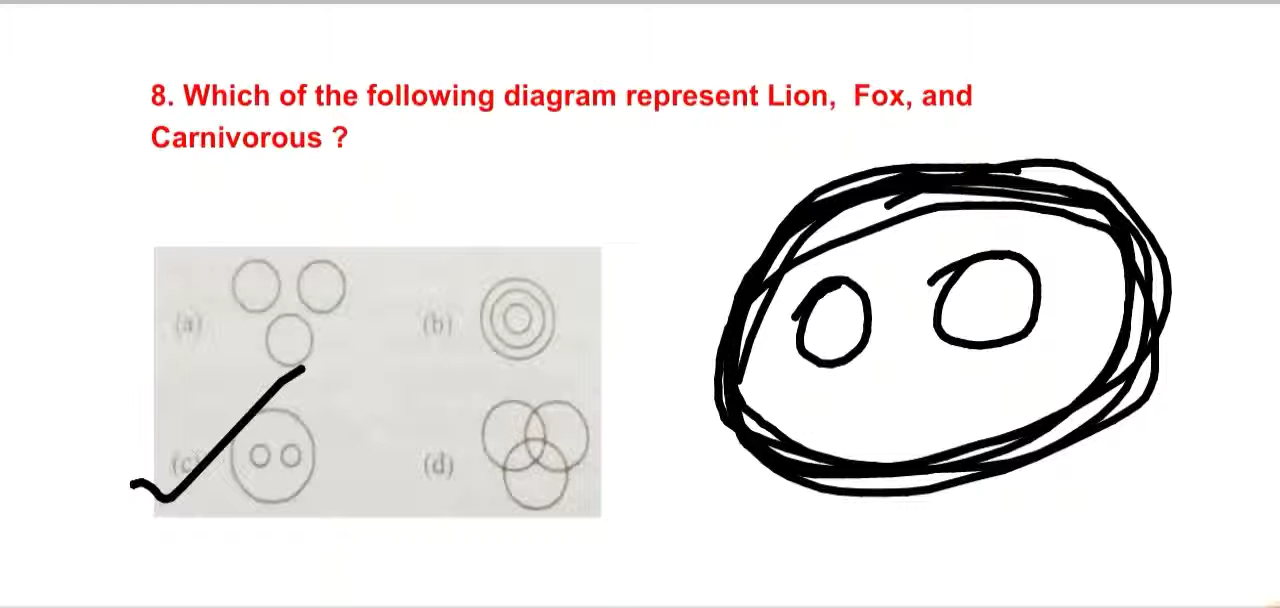 8. Which of the following diagram represent Lion, Fox, and
Carnivorous ?
(a)
(b)
(c)
(d)